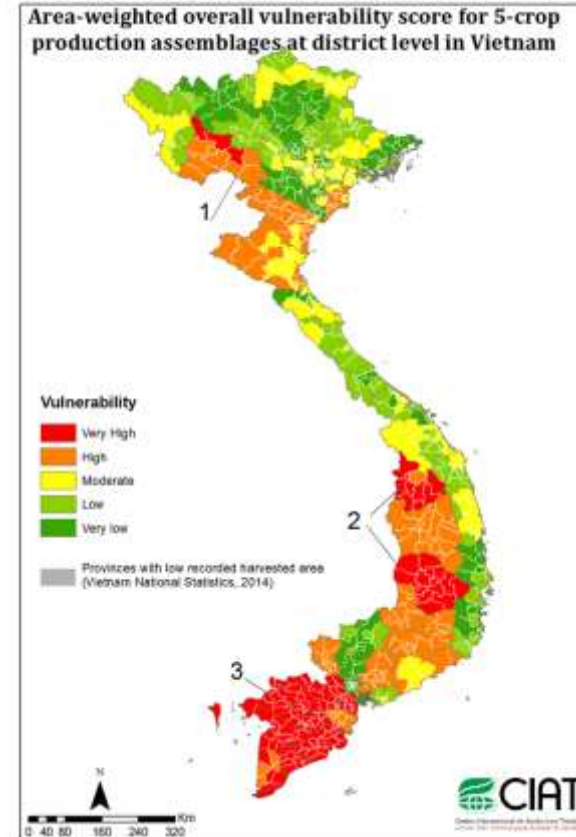 Area-weighted overall vulnerability score for 5-crop
production assemblages at district level in Vietnam
1
Vulnerability
Very High
High
Moderate
Low
Very low
Provinces with low recorded harvested area
(Vietnam National Statistics, 2014)
2
3
N
Km
0 40 80 160 240 320
CIAT